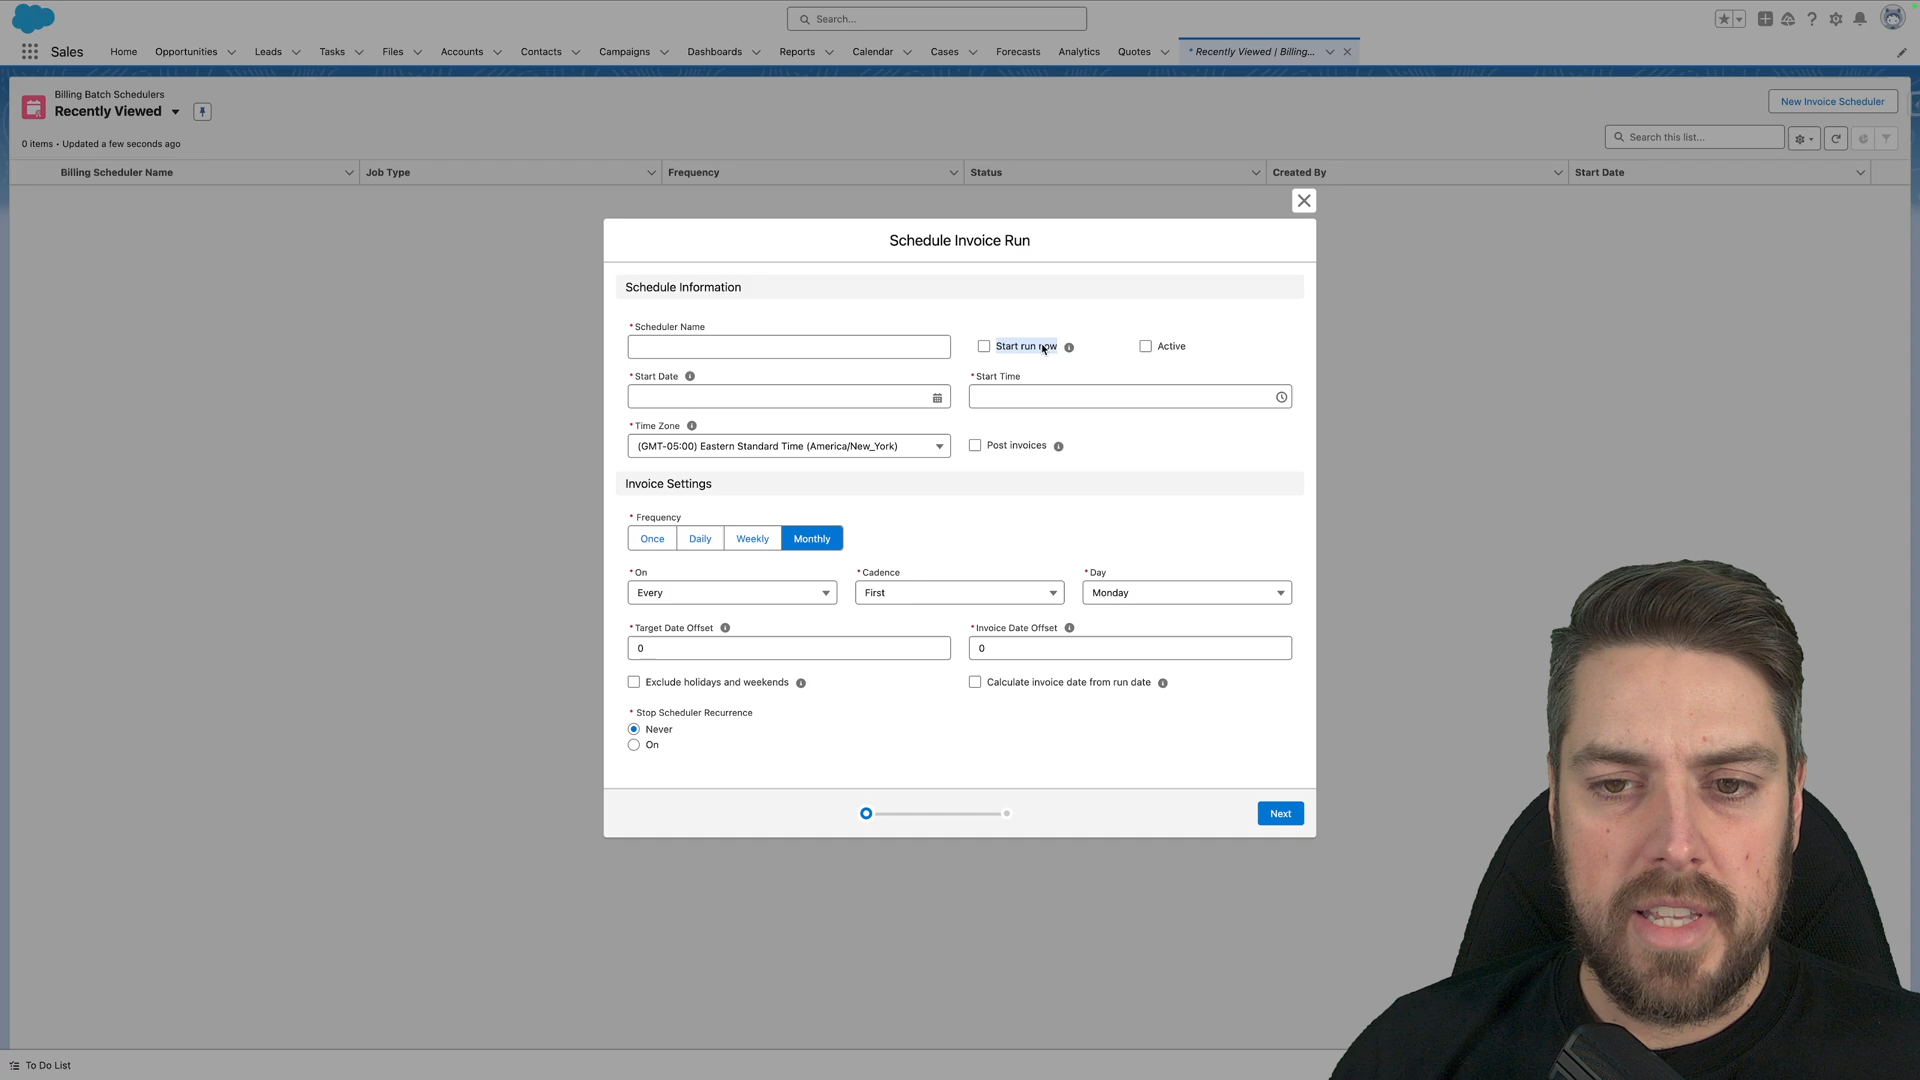 Search...
Sales
Home
Opportunities
Leads
Tasks
Files
Accounts
Contacts
Campaigns
Dashboards
Reports
Calendar
Cases
Forecasts
Analytics
Quotes
* Recently Viewed | Billing...
Billing Batch Schedulers
Recently Viewed
New Invoice Scheduler
0 items • Updated a few seconds ago
Search this list...
Billing Scheduler Name
Job Type
Frequency
Status
Created By
Start Date
Schedule Invoice Run
Schedule Information
* Scheduler Name
Start run now
Active
* Start Date
* Start Time
* Time Zone
(GMT-05:00) Eastern Standard Time (America/New_York)
Post invoices
Invoice Settings
* Frequency
Once
Daily
Weekly
Monthly
* On
* Cadence
* Day
Every
First
Monday
* Target Date Offset
* Invoice Date Offset
0
0
Exclude holidays and weekends
Calculate invoice date from run date
* Stop Scheduler Recurrence
Never
On
Next
To Do List